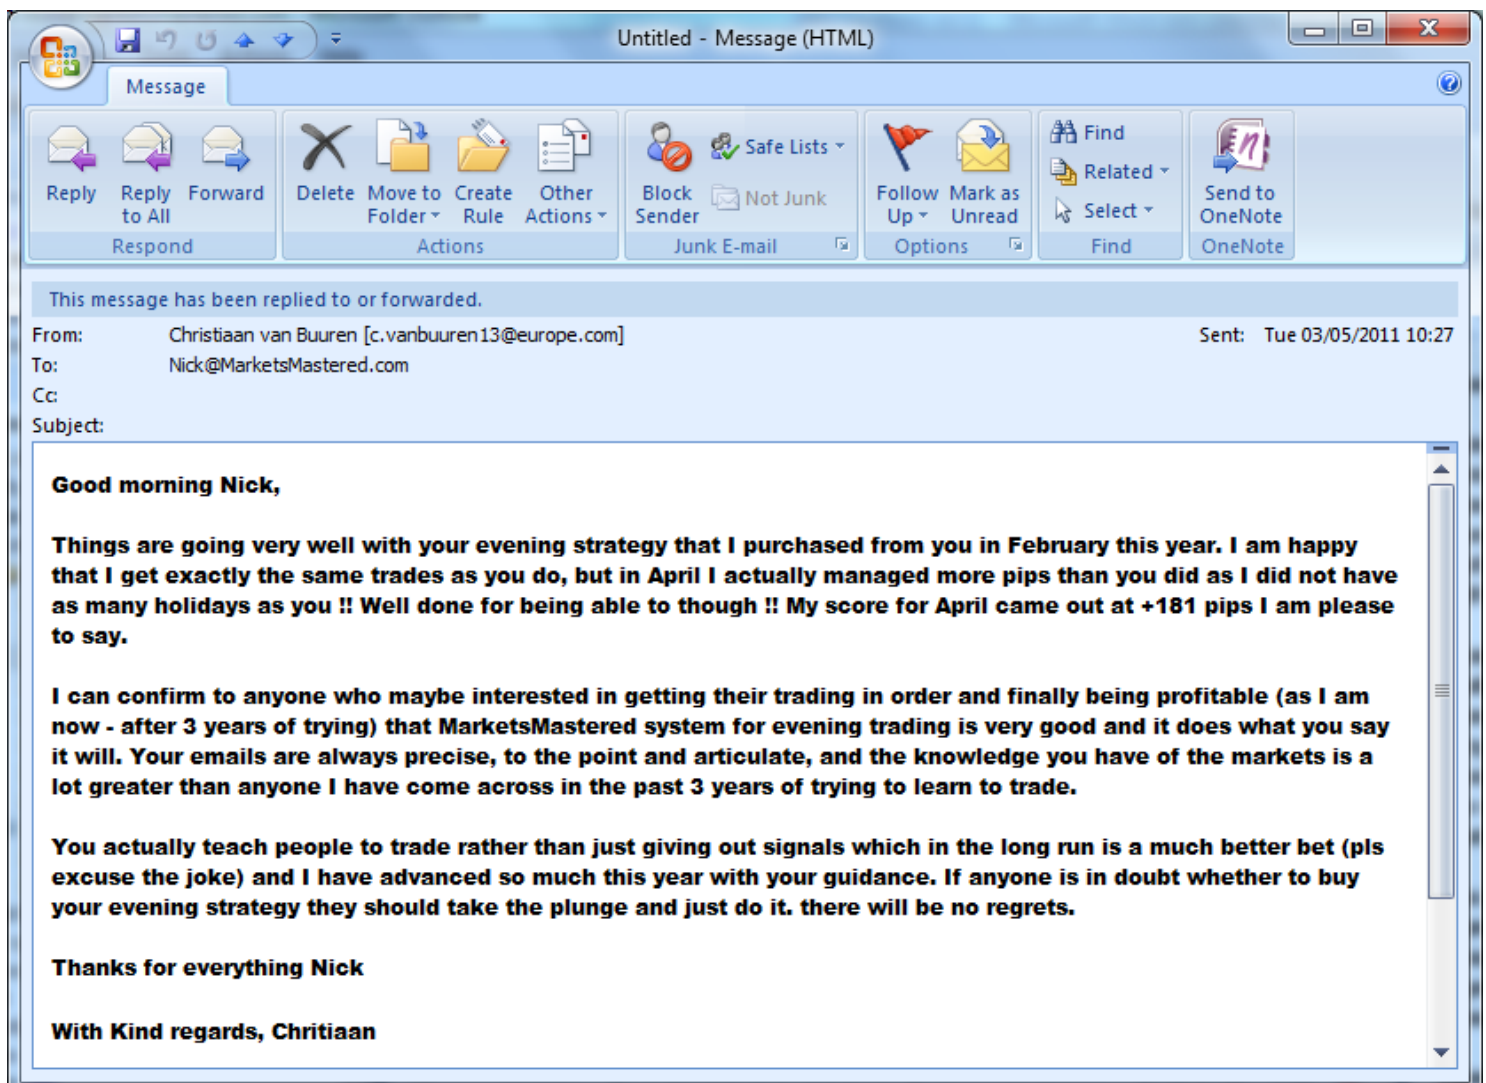 Untitled - Message (HTML)
Message
Reply
Reply to All
Forward
Respond
Delete
Move to Folder
Create Rule
Other Actions
Actions
Block Sender
Safe Lists
Not Junk
Junk E-mail
Follow Up
Mark as Unread
Options
Find
Related
Select
Find
Send to OneNote
OneNote
This message has been replied to or forwarded.
From: Christiaan van Buuren [c.vanbuuren13@europe.com]
Sent: Tue 03/05/2011 10:27
To: Nick@MarketsMastered.com
Cc:
Subject:
Good morning Nick,
Things are going very well with your evening strategy that I purchased from you in February this year. I am happy
that I get exactly the same trades as you do, but in April I actually managed more pips than you did as I did not have
as many holidays as you !! Well done for being able to though !! My score for April came out at +181 pips I am please
to say.
I can confirm to anyone who maybe interested in getting their trading in order and finally being profitable (as I am
now - after 3 years of trying) that MarketsMastered system for evening trading is very good and it does what you say
it will. Your emails are always precise, to the point and articulate, and the knowledge you have of the markets is a
lot greater than anyone I have come across in the past 3 years of trying to learn to trade.
You actually teach people to trade rather than just giving out signals which in the long run is a much better bet (pls
excuse the joke) and I have advanced so much this year with your guidance. If anyone is in doubt whether to buy
your evening strategy they should take the plunge and just do it. there will be no regrets.
Thanks for everything Nick
With Kind regards, Chritiaan